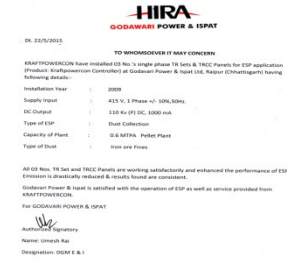 HIRA
GODAWARI POWER & ISPAT
Dt. 22/5/2015
TO WHOMSOEVER IT MAY CONCERN
KRAFTPOWERCON have installed 03 No.'s single phase TR Sets & TRCC Panels for ESP application
(Product: Kraftpowercon Controller) at Godavari Power & Ispat Ltd, Raipur (Chhattisgarh) having
following details:-
Installation Year : 2009
Supply Input : 415 V, 1 Phase +/- 10%,50Hz.
DC Output : 110 Kv (P) DC, 1000 mA
Type of ESP : Dust Collection
Capacity of Plant : 0.6 MTPA Pellet Plant
Type of Dust : Iron ore Fines
All 03 Nos. TR Set and TRCC Panels are working satisfactorily and enhanced the performance of ESP
Emission is drastically reduced & results found are consistent.
Godavari Power & Ispat is satisfied with the operation of ESP as well as service provided from
KRAFTPOWERCON.
For GODAVARI POWER & ISPAT
Authorized Signatory
Name: Umesh Rai
Designation: DGM E & I